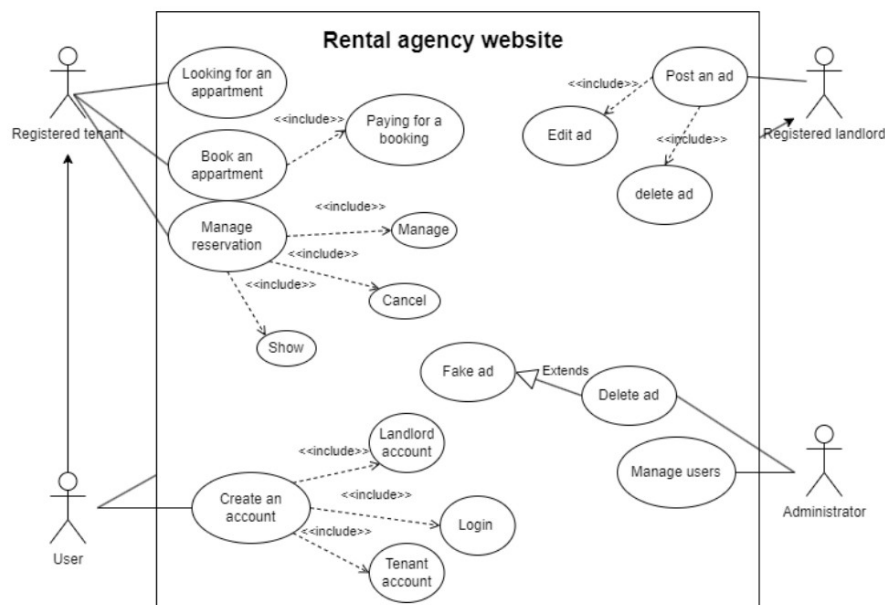 Rental agency website
Looking for an
appartment
Registered tenant
<<include>>
Paying for a
booking
Book an
appartment
Manage
reservation
<<include>>
Manage
<<include>>
Cancel
<<include>>
Show
<<include>>
Post an ad
Edit ad
<<include>>
Registered landlord
delete ad
Fake ad
Extends
Delete ad
Manage users
Administrator
Landlord
account
<<include>>
Create an
account
<<include>>
Login
<<include>>
Tenant
account
User